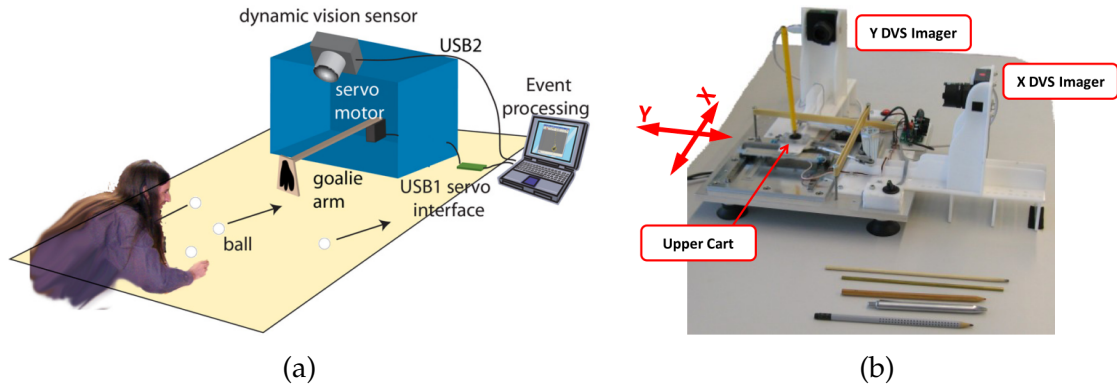 dynamic vision sensor
USB2
servo
motor
Event
processing
goalie
arm
USB1 servo
interface
ball
(a)
Y DVS Imager
X DVS Imager
X
Y
Upper Cart
(b)